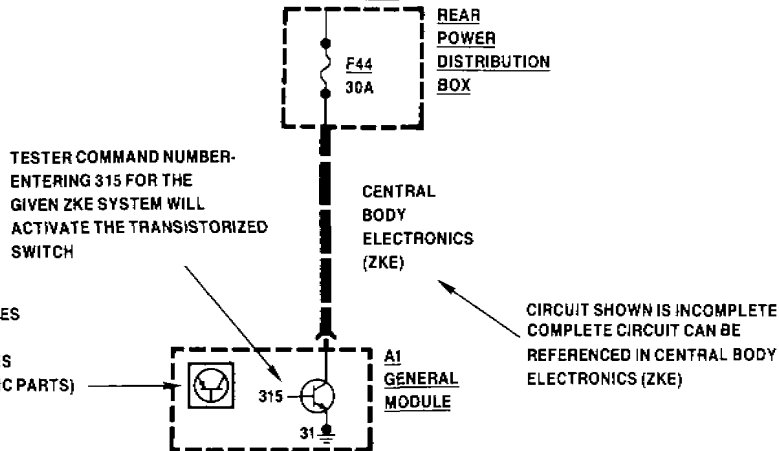 REAR
POWER
DISTRIBUTION
BOX
F44
30A
TESTER COMMAND NUMBER-
ENTERING 315 FOR THE
GIVEN ZKE SYSTEM WILL
ACTIVATE THE TRANSISTORIZED
SWITCH
CENTRAL
BODY
ELECTRONICS
(ZKE)
CIRCUIT SHOWN IS INCOMPLETE
COMPLETE CIRCUIT CAN BE
REFERENCED IN CENTRAL BODY
ELECTRONICS (ZKE)
ES
S
C PARTS)
315
31
A1
GENERAL
MODULE